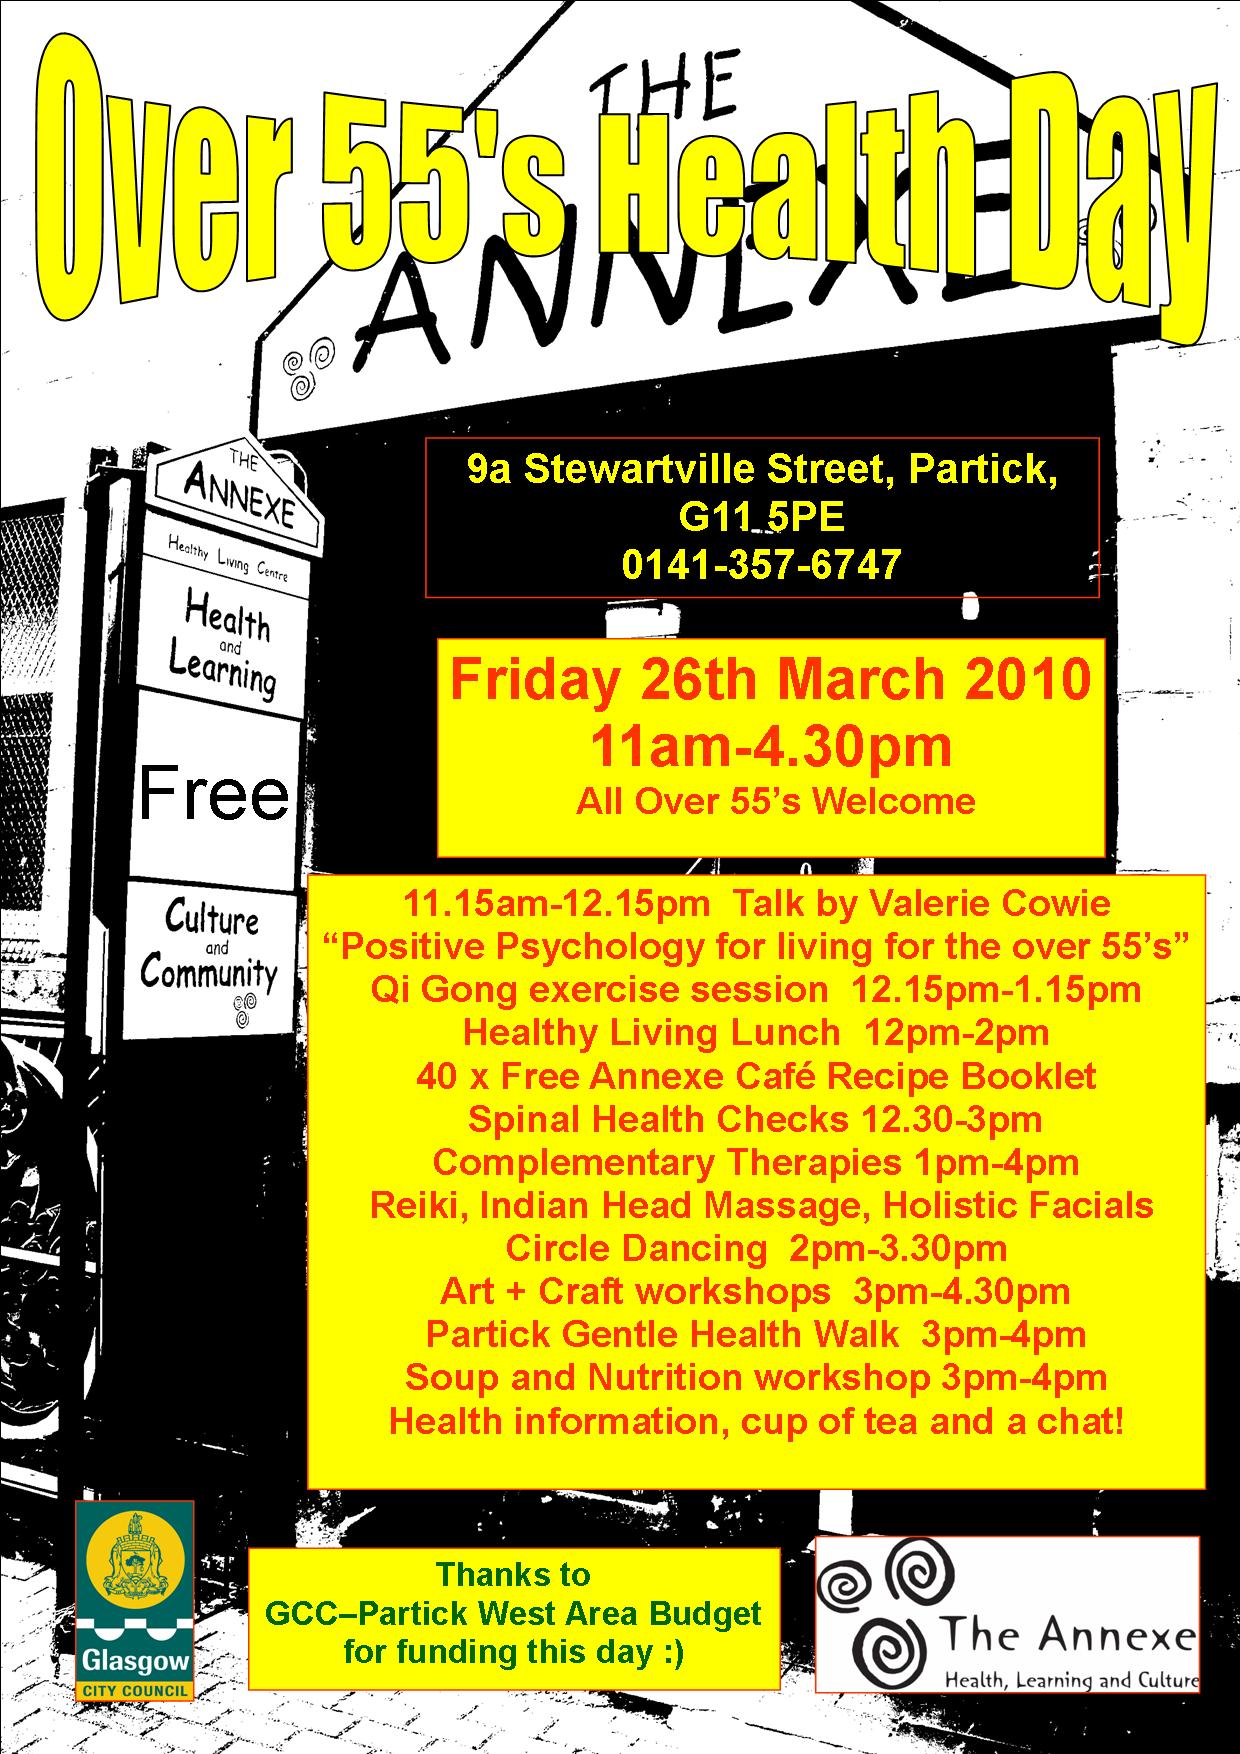 THE
ANNEXE
Over 55's Health Day
9a Stewartville Street, Partick,
G11 5PE
0141-357-6747
THE
ANNEXE
Healthy Living Centre
Health
and
Learning
Free
Culture
and
Community
Friday 26th March 2010
11am-4.30pm
All Over 55’s Welcome
11.15am-12.15pm Talk by Valerie Cowie
“Positive Psychology for living for the over 55’s”
Qi Gong exercise session 12.15pm-1.15pm
Healthy Living Lunch 12pm-2pm
40 x Free Annexe Café Recipe Booklet
Spinal Health Checks 12.30-3pm
Complementary Therapies 1pm-4pm
Reiki, Indian Head Massage, Holistic Facials
Circle Dancing 2pm-3.30pm
Art + Craft workshops 3pm-4.30pm
Partick Gentle Health Walk 3pm-4pm
Soup and Nutrition workshop 3pm-4pm
Health information, cup of tea and a chat!
Glasgow
CITY COUNCIL
Thanks to
GCC–Partick West Area Budget
for funding this day :)
The Annexe
Health, Learning and Culture